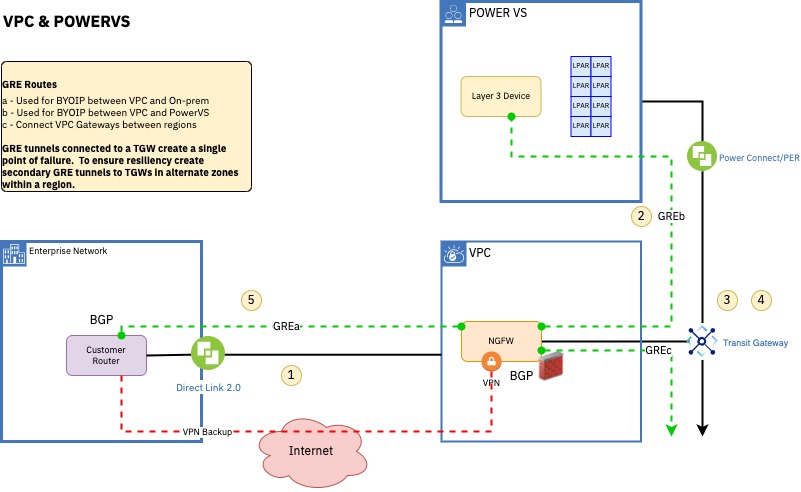 VPC & POWERVS
GRE Routes
a - Used for BYOIP between VPC and On-prem
b - Used for BYOIP between VPC and PowerVS
c - Connect VPC Gateways between regions
GRE tunnels connected to a TGW create a single
point of failure. To ensure resiliency create
secondary GRE tunnels to TGWs in alternate zones
within a region.
POWER VS
Layer 3 Device
LPAR LPAR
LPAR LPAR
LPAR LPAR
LPAR LPAR
Power Connect/PER
2 GREb
Enterprise Network
VPC
5
3 4
BGP
GREa
Customer
Router
NGFW
GREc
Transit Gateway
Direct Link 2.0
1
VPN
BGP
VPN Backup
Internet